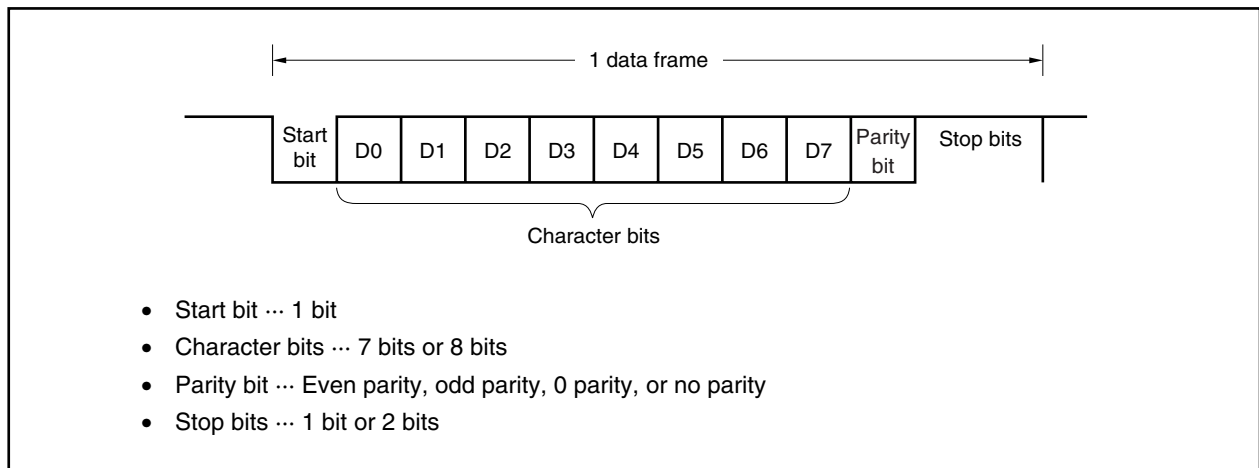 1 data frame
Start bit D0 D1 D2 D3 D4 D5 D6 D7 Parity bit Stop bits
Character bits
• Start bit ··· 1 bit
• Character bits ··· 7 bits or 8 bits
• Parity bit ··· Even parity, odd parity, 0 parity, or no parity
• Stop bits ··· 1 bit or 2 bits